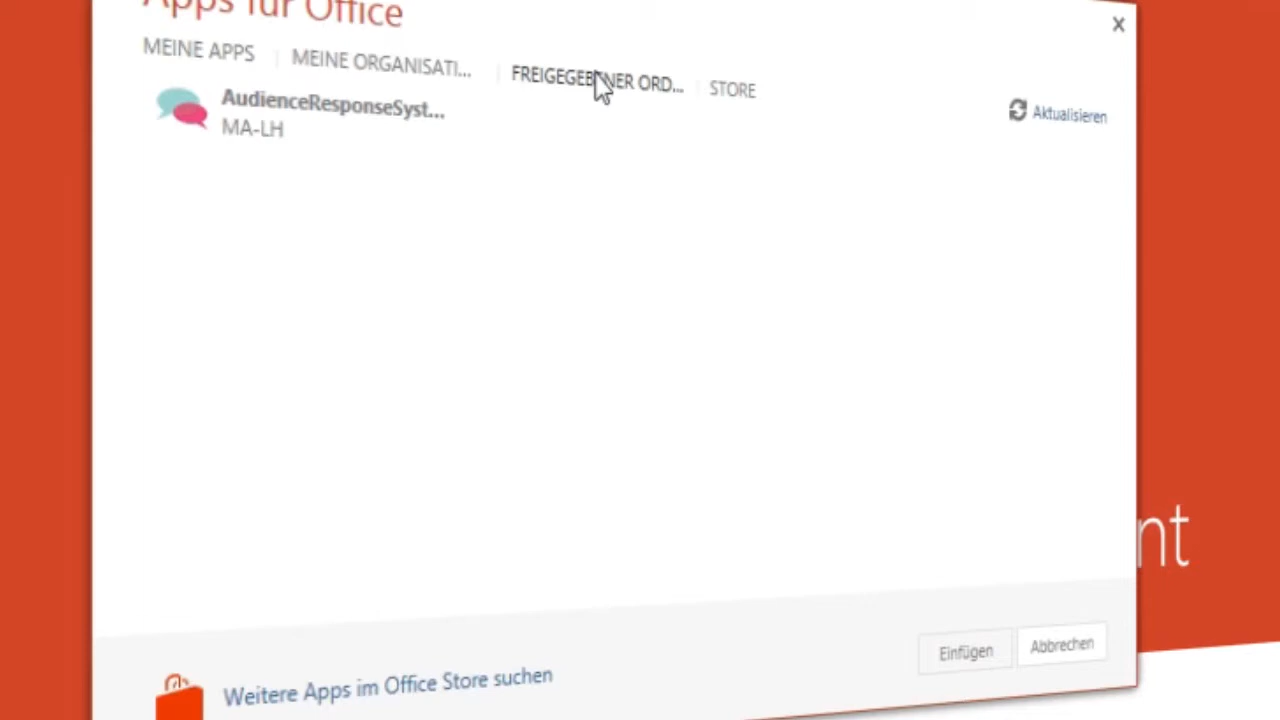 Apps für Office
MEINE APPS
MEINE ORGANISATI...
FREIGEGEBENER ORD...
STORE
AudienceResponseSyst...
MA-LH
Aktualisieren
nt
Einfügen
Abbrechen
Weitere Apps im Office Store suchen